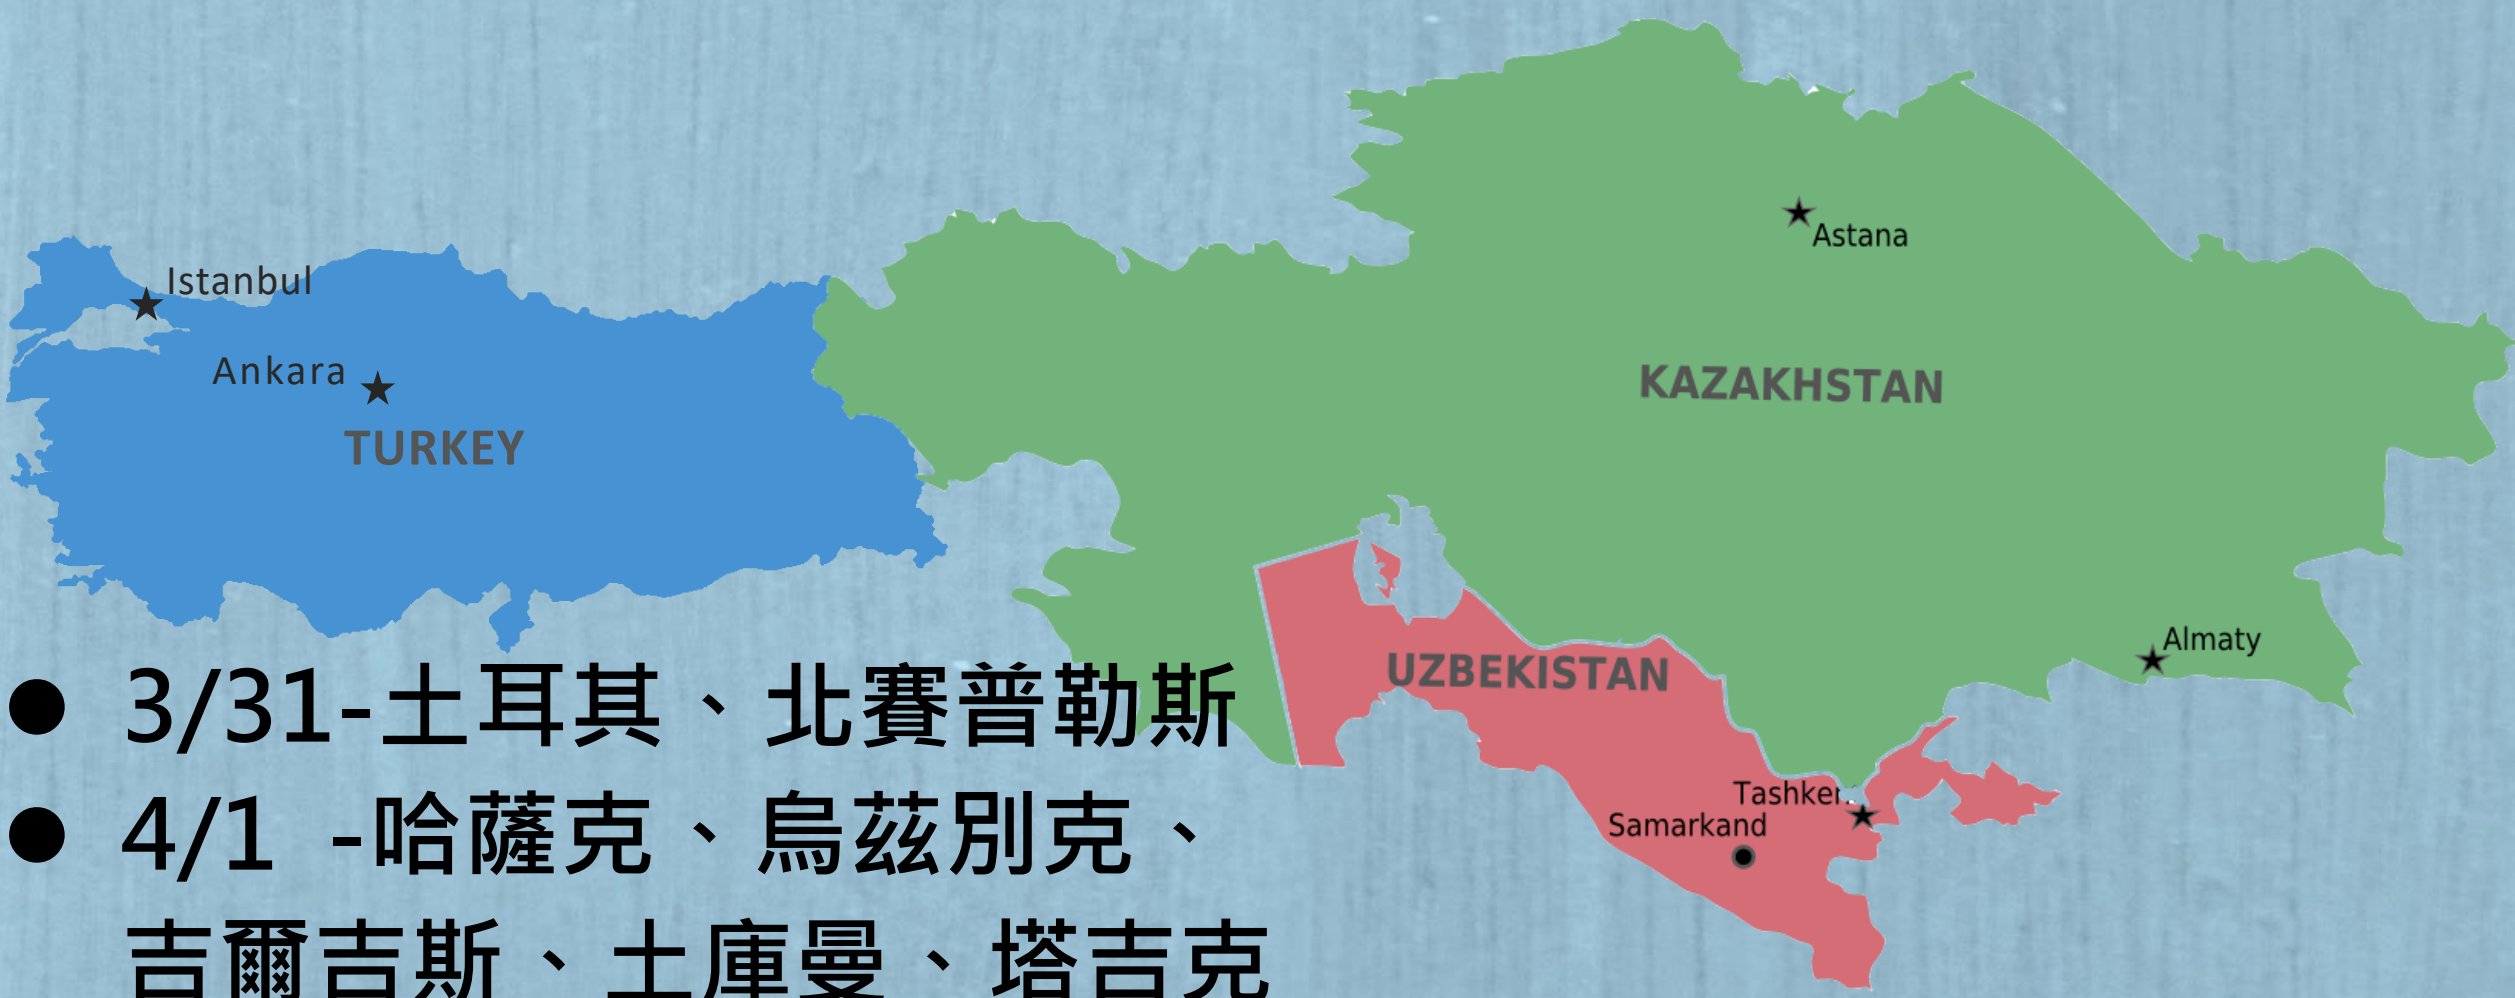 Astana
Istanbul
Ankara
KAZAKHSTAN
TURKEY
Almaty
UZBEKISTAN
● 3/31-土耳其、北賽普勒斯
Samarkand
● 4/1 -哈薩克、烏茲別克、
吉爾吉斯、土庫曼、塔吉克